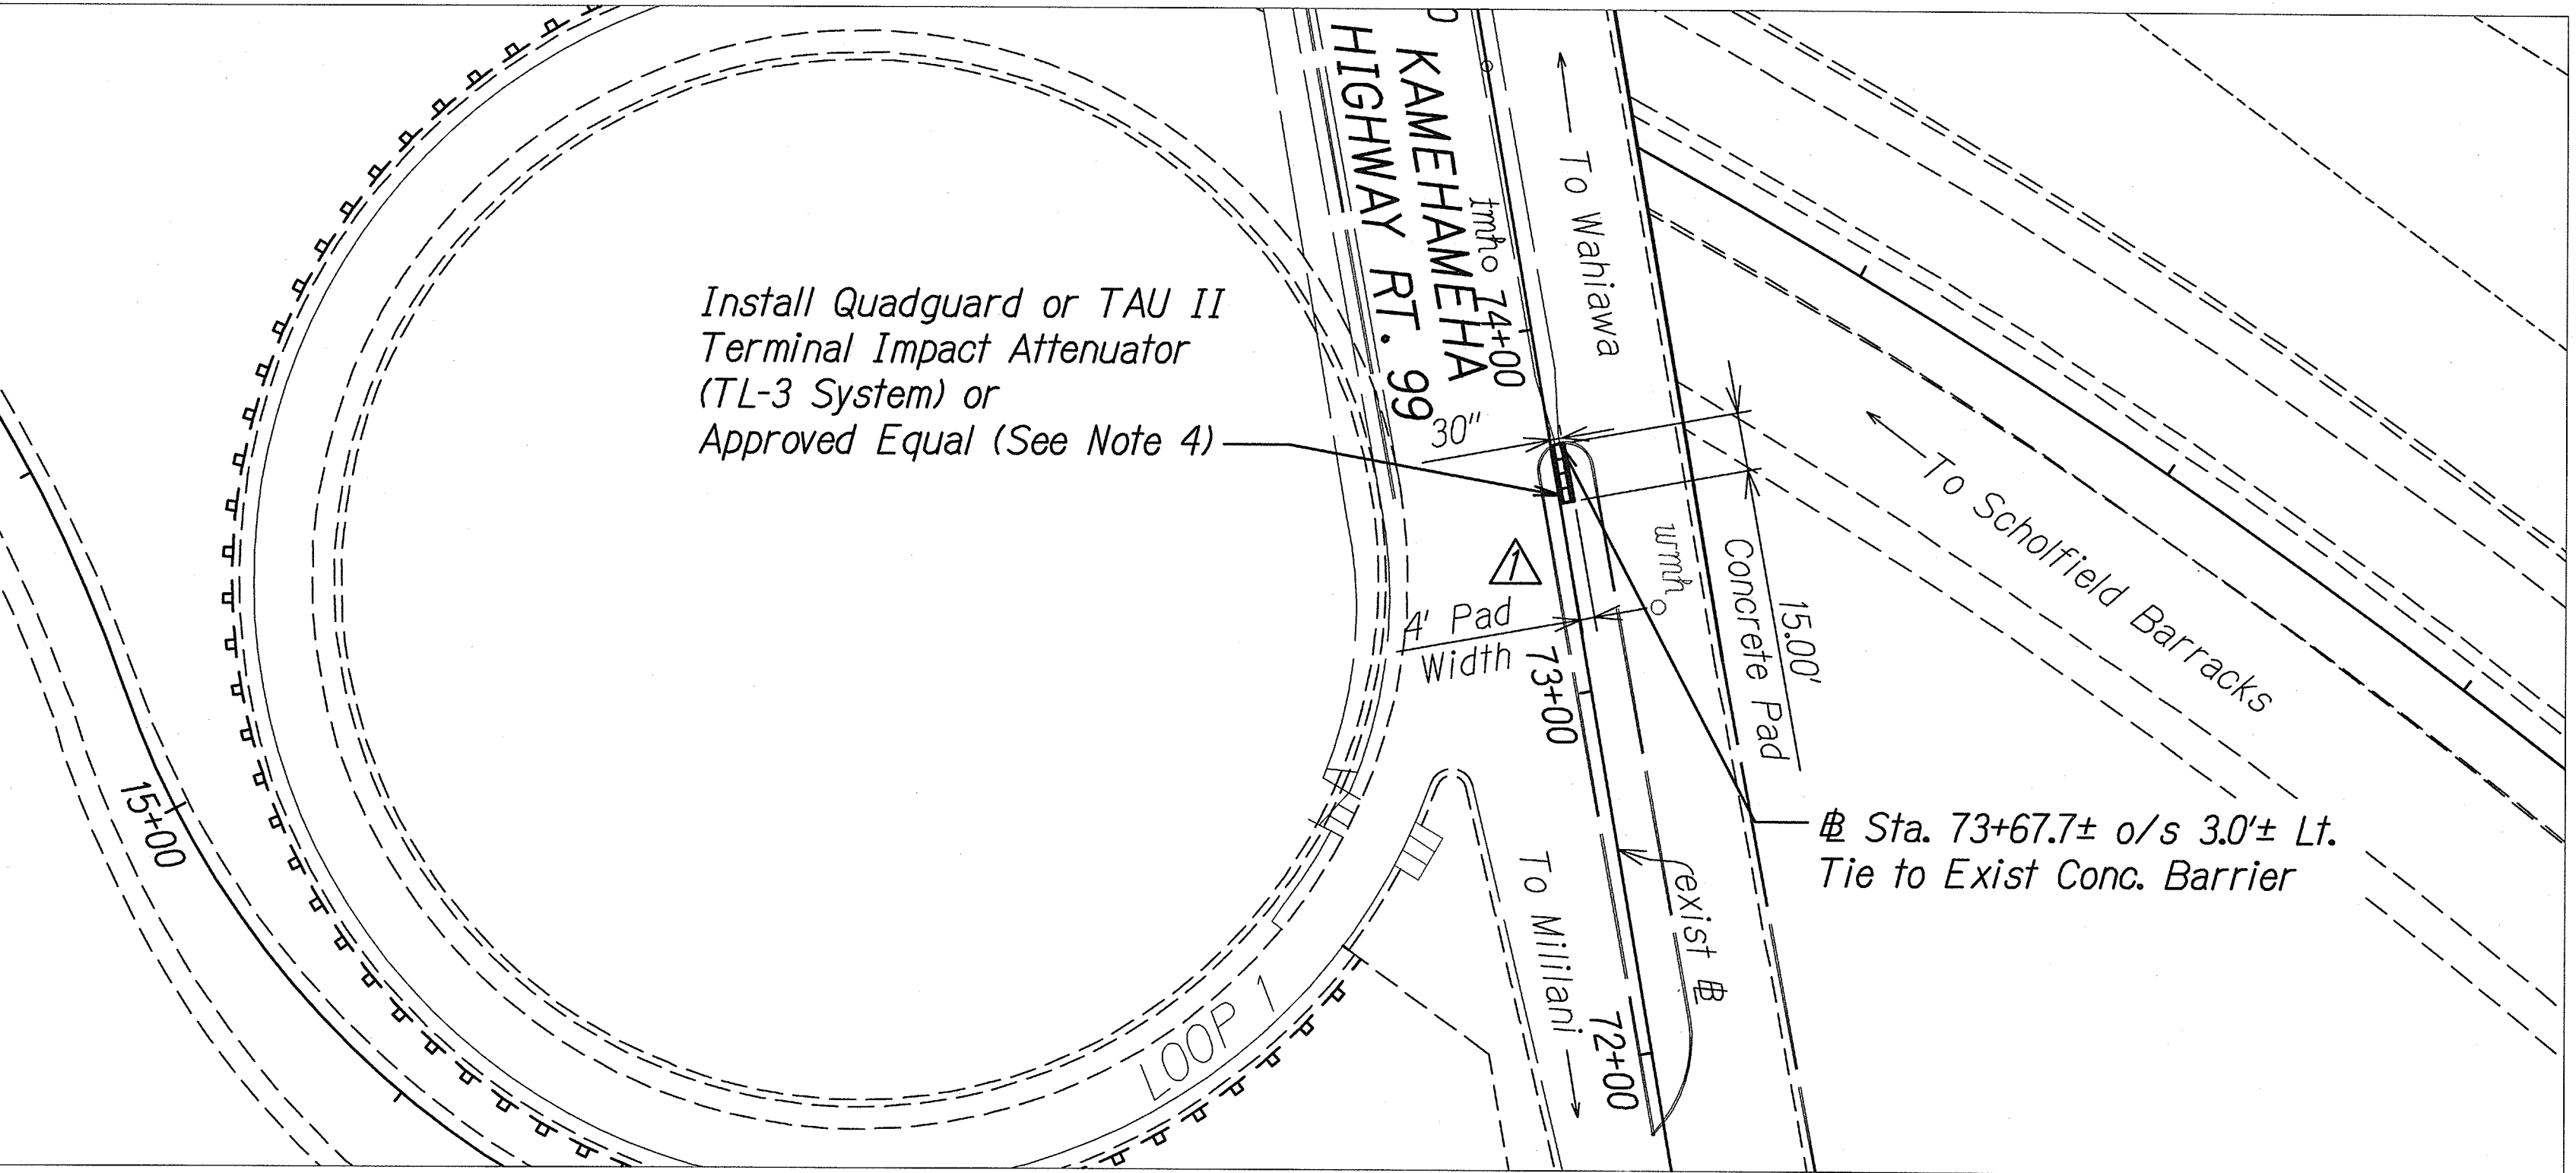 KAMEHAMEHA
HIGHWAY RT. 99
tmh
74+00
To Wahiawa
Install Quadguard or TAU II
Terminal Impact Attenuator
(TL-3 System) or
Approved Equal (See Note 4)
30"
To Scholfield Barracks
1
wmh
15.00'
Concrete Pad
4' Pad
Width
73+00
15+00
℄ Sta. 73+67.7± o/s 3.0'± Lt.
Tie to Exist Conc. Barrier
To Mililani
exist ℄
72+00
LOOP 1